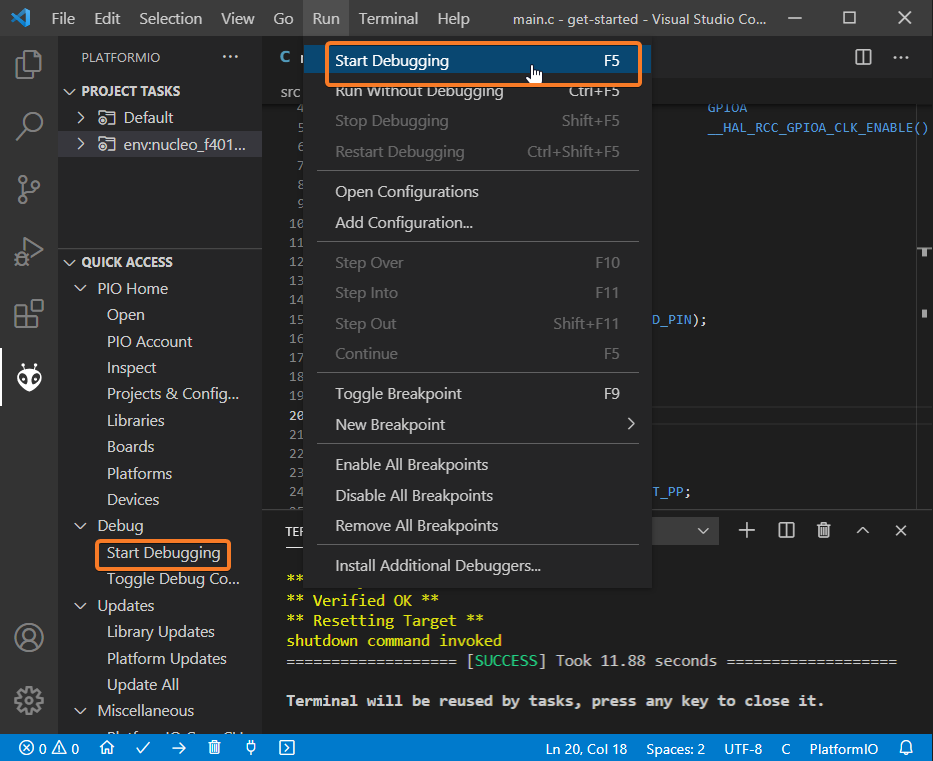 File Edit Selection View Go Run Terminal Help main.c - get-started - Visual Studio Co...
PLATFORMIO
PROJECT TASKS
Default
env:nucleo_f401...
QUICK ACCESS
PIO Home
Open
PIO Account
Inspect
Projects & Config...
Libraries
Boards
Platforms
Devices
Debug
Start Debugging
Toggle Debug Co...
Updates
Library Updates
Platform Updates
Update All
Miscellaneous
C
src
Start Debugging F5
Run Without Debugging Ctrl+F5
Stop Debugging Shift+F5
Restart Debugging Ctrl+Shift+F5
Open Configurations
Add Configuration...
Step Over F10
Step Into F11
Step Out Shift+F11
Continue F5
Toggle Breakpoint F9
New Breakpoint
Enable All Breakpoints
Disable All Breakpoints
Remove All Breakpoints
Install Additional Debuggers...
4
5
6
7
8
9
10
11
12
13
14
15
16
17
18
19
20
21
22
23
24
GPIOA
__HAL_RCC_GPIOA_CLK_ENABLE()
D_PIN);
T_PP;
TER
**
** Verified OK **
** Resetting Target **
shutdown command invoked
=================== [SUCCESS] Took 11.88 seconds ===================
Terminal will be reused by tasks, press any key to close it.
0 0 Ln 20, Col 18 Spaces: 2 UTF-8 C PlatformIO